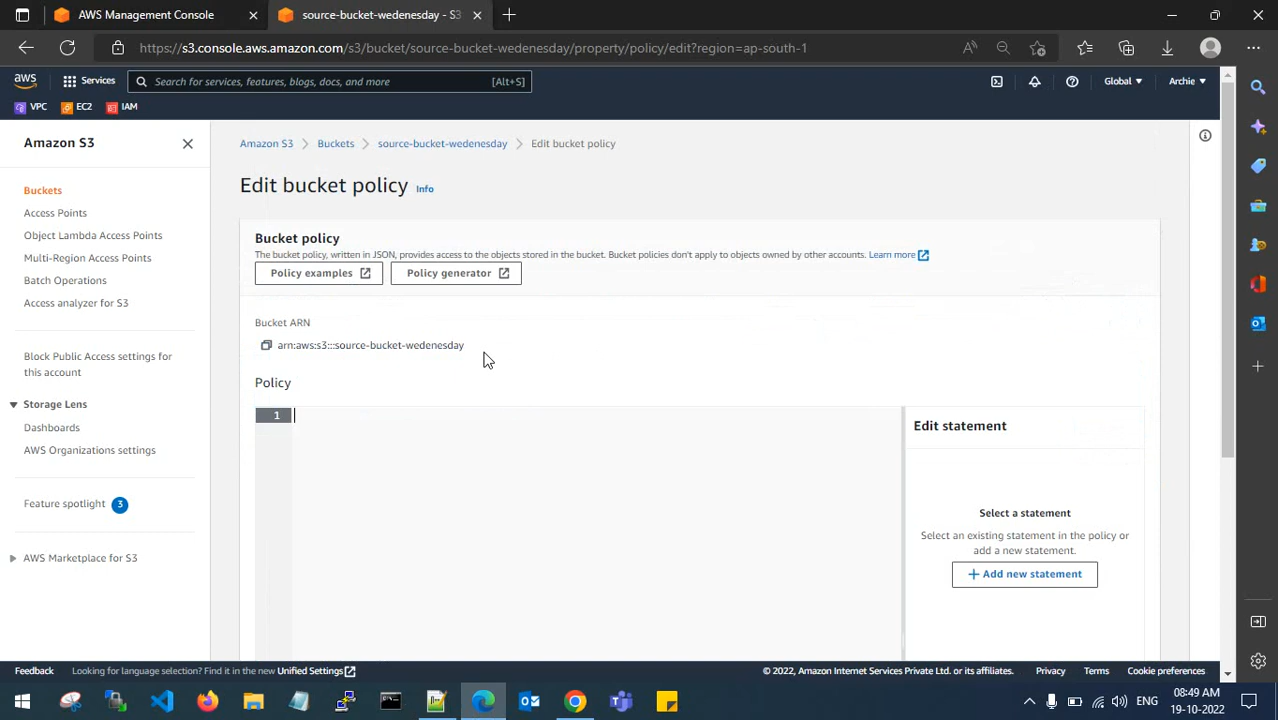 AWS Management Console
source-bucket-wedenesday - S3
https://s3.console.aws.amazon.com/s3/bucket/source-bucket-wedenesday/property/policy/edit?region=ap-south-1
aws
Services
Search for services, features, blogs, docs, and more
[Alt+S]
Global
Archie
VPC
EC2
IAM
Amazon S3
Buckets
Access Points
Object Lambda Access Points
Multi-Region Access Points
Batch Operations
Access analyzer for S3
Block Public Access settings for
this account
Storage Lens
Dashboards
AWS Organizations settings
Feature spotlight 3
AWS Marketplace for S3
Amazon S3 > Buckets > source-bucket-wedenesday > Edit bucket policy
Edit bucket policy Info
Bucket policy
The bucket policy, written in JSON, provides access to the objects stored in the bucket. Bucket policies don't apply to objects owned by other accounts. Learn more
Policy examples
Policy generator
Bucket ARN
arn:aws:s3:::source-bucket-wedenesday
Policy
1
Edit statement
Select a statement
Select an existing statement in the policy or
add a new statement.
+ Add new statement
Feedback
Looking for language selection? Find it in the new Unified Settings
© 2022, Amazon Internet Services Private Ltd. or its affiliates.
Privacy
Terms
Cookie preferences
ENG
08:49 AM
19-10-2022